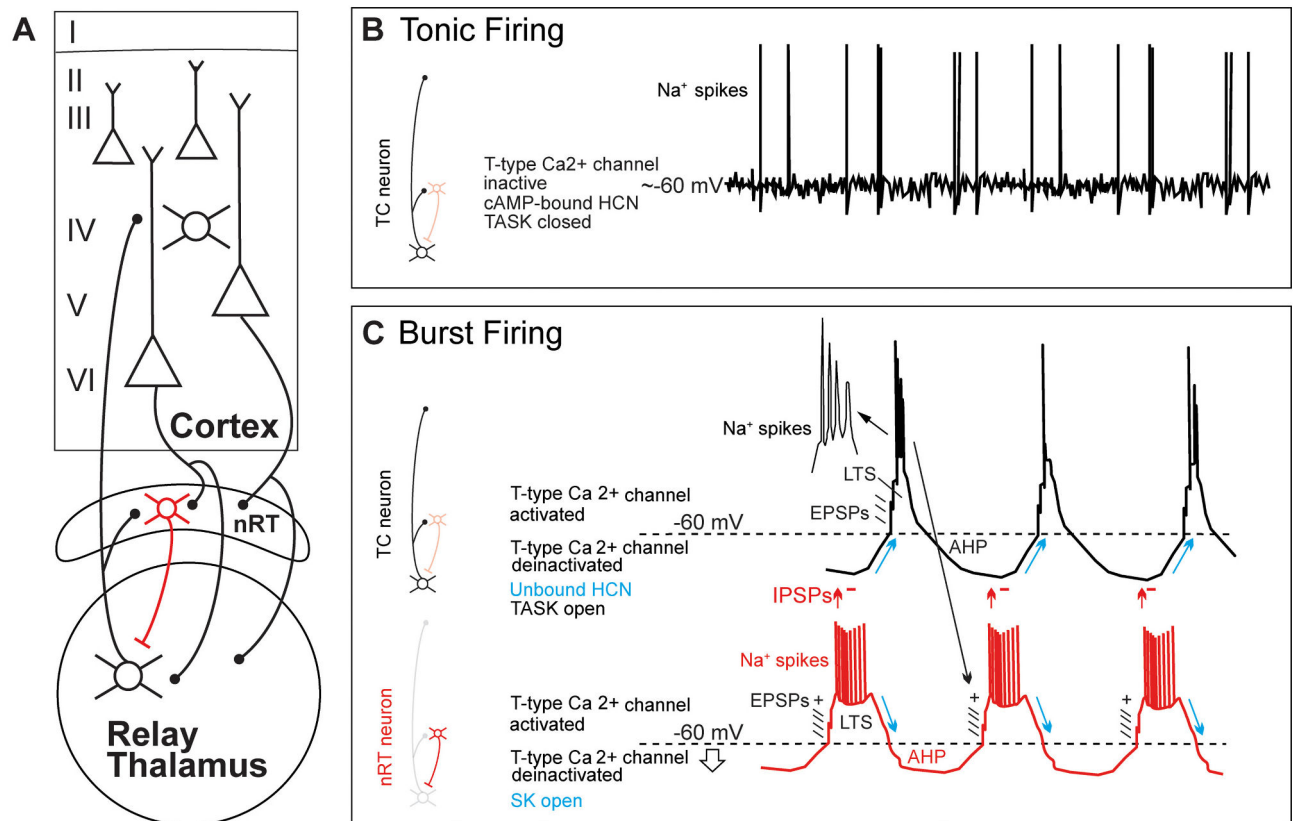 A
I
II
III
IV
V
VI
Cortex
nRT
Relay
Thalamus
B Tonic Firing
TC neuron
T-type Ca2+ channel
inactive
cAMP-bound HCN
TASK closed
Na+ spikes
~-60 mV
C Burst Firing
TC neuron
T-type Ca 2+ channel
activated
T-type Ca 2+ channel
deinactivated
Unbound HCN
TASK open
Na+ spikes
LTS
EPSPs
-60 mV
AHP
IPSPs
-
-
-
nRT neuron
T-type Ca 2+ channel
activated
T-type Ca 2+ channel
deinactivated
SK open
Na+ spikes
EPSPs +
+
+
LTS
-60 mV
AHP